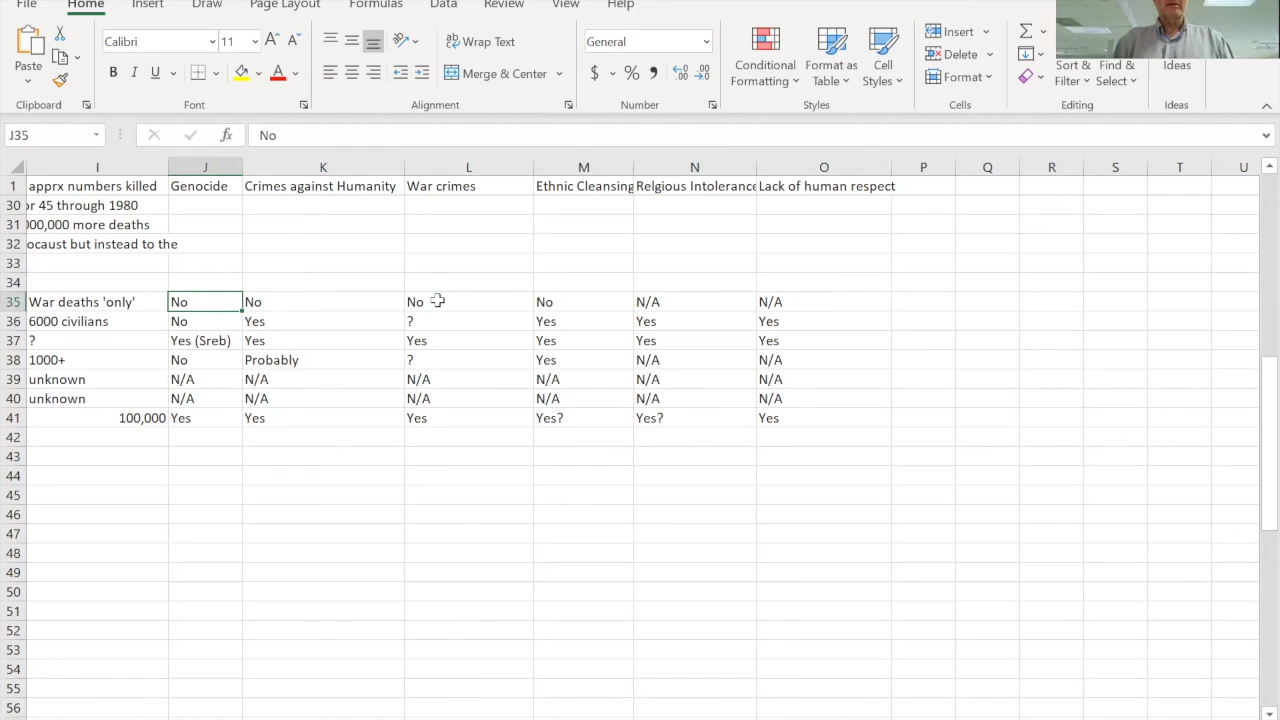 File Home Insert Draw Page Layout Formulas Data Review View Help
Calibri 11 Wrap Text General Insert
Paste B I U Merge & Center $ % Conditional Formatting Format as Table Cell Styles Delete Format Sort & Filter Find & Select Ideas
Clipboard Font Alignment Number Styles Cells Editing Ideas
J35 fx No
I J K L M N O P Q R S T U
1 apprx numbers killed Genocide Crimes against Humanity War crimes Ethnic Cleansing Relgious Intolerance Lack of human respect
30 or 45 through 1980
31 000,000 more deaths
32 ocaust but instead to the
33
34
35 War deaths 'only' No No No No N/A N/A
36 6000 civilians No Yes ? Yes Yes Yes
37 ? Yes (Sreb) Yes Yes Yes Yes Yes
38 1000+ No Probably ? Yes N/A N/A
39 unknown N/A N/A N/A N/A N/A N/A
40 unknown N/A N/A N/A N/A N/A N/A
41 100,000 Yes Yes Yes Yes? Yes? Yes
42
43
44
45
46
47
48
49
50
51
52
53
54
55
56